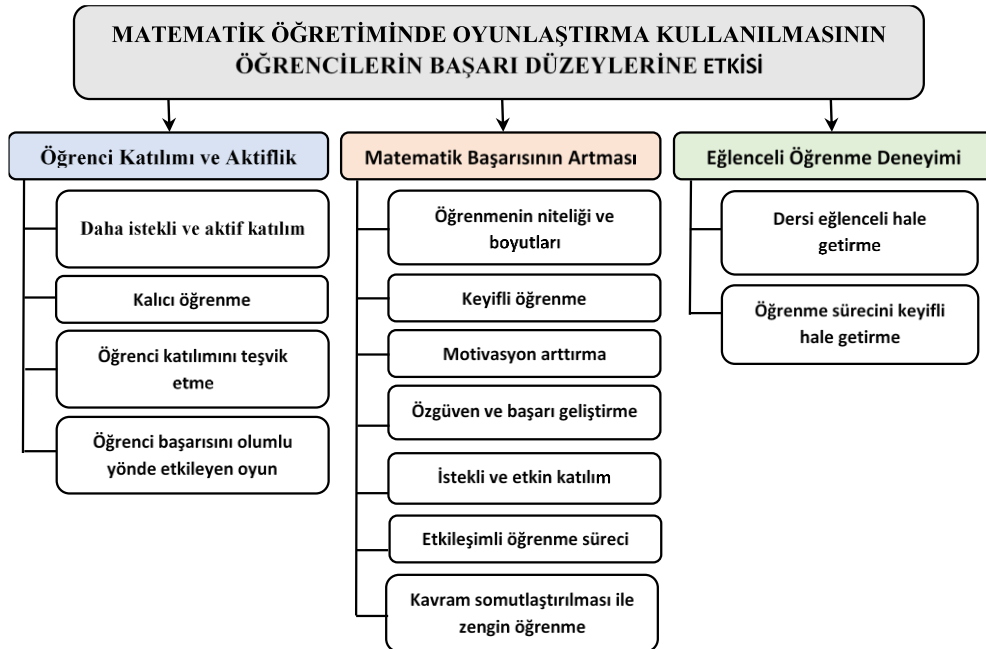 MATEMATİK ÖĞRETİMİNDE OYUNLAŞTIRMA KULLANILMASININ
ÖĞRENCİLERİN BAŞARI DÜZEYLERİNE ETKİSİ
Öğrenci Katılımı ve Aktiflik
Daha istekli ve aktif katılım
Kalıcı öğrenme
Öğrenci katılımını teşvik
etme
Öğrenci başarısını olumlu
yönde etkileyen oyun
Matematik Başarısının Artması
Öğrenmenin niteliği ve
boyutları
Keyifli öğrenme
Motivasyon arttırma
Özgüven ve başarı geliştirme
İstekli ve etkin katılım
Etkileşimli öğrenme süreci
Kavram somutlaştırılması ile
zengin öğrenme
Eğlenceli Öğrenme Deneyimi
Dersi eğlenceli hale
getirme
Öğrenme sürecini keyifli
hale getirme